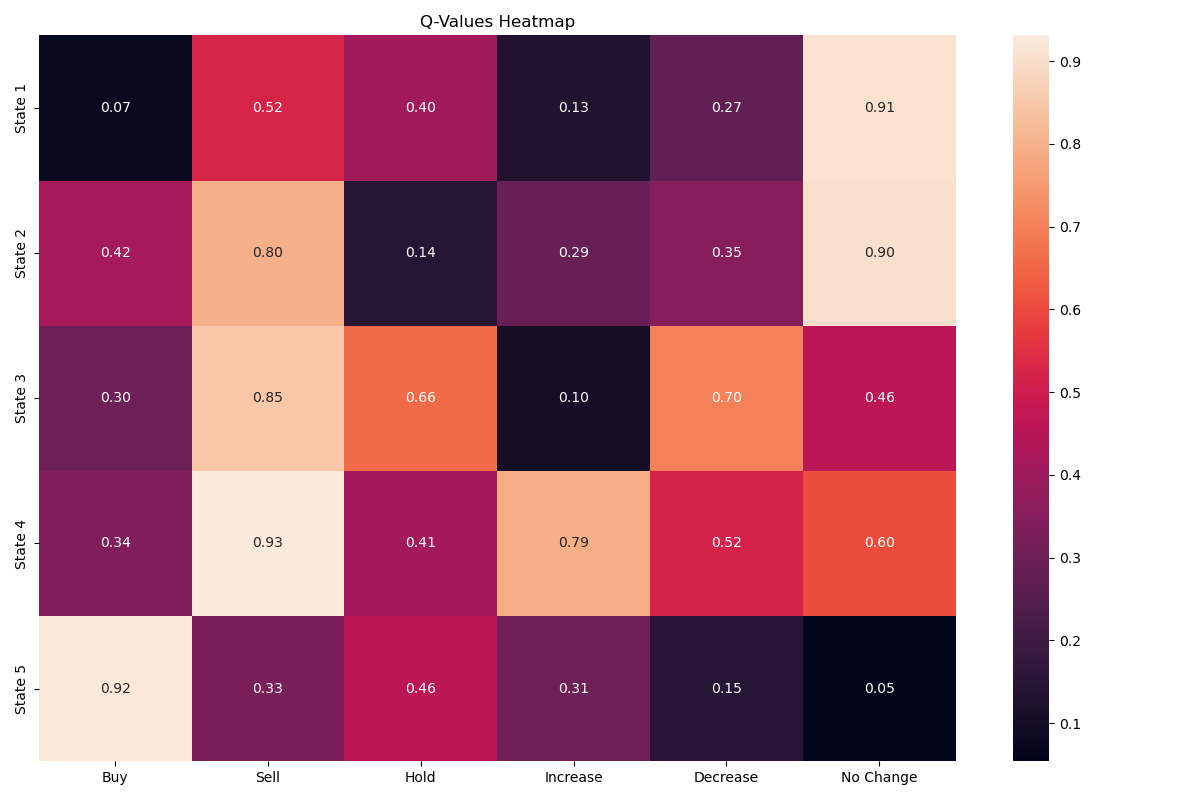 Q-Values Heatmap
State 1
0.07 0.52 0.40 0.13 0.27 0.91
State 2
0.42 0.80 0.14 0.29 0.35 0.90
State 3
0.30 0.85 0.66 0.10 0.70 0.46
State 4
0.34 0.93 0.41 0.79 0.52 0.60
State 5
0.92 0.33 0.46 0.31 0.15 0.05
Buy Sell Hold Increase Decrease No Change
0.9
0.8
0.7
0.6
0.5
0.4
0.3
0.2
0.1